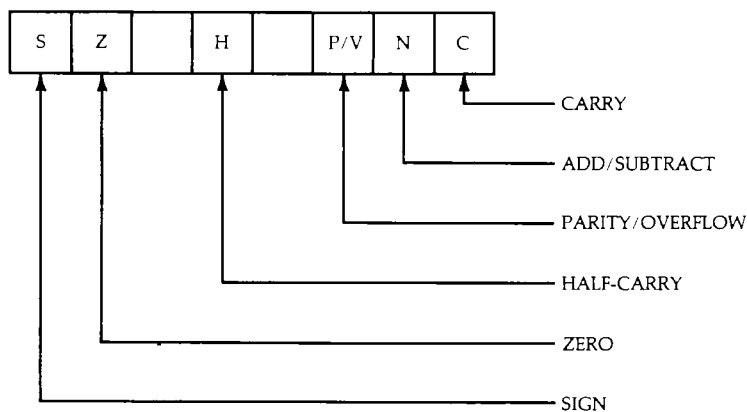 S Z H P/V N C
CARRY
ADD/SUBTRACT
PARITY/OVERFLOW
HALF-CARRY
ZERO
SIGN